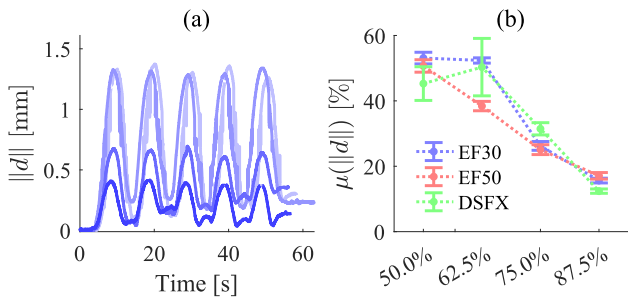 (a)
||d|| [mm]
1.5
1
0.5
0
0
20
40
60
Time [s]
(b)
μ(||d||) [%]
60
40
20
0
EF30
EF50
DSFX
50.0%
62.5%
75.0%
87.5%